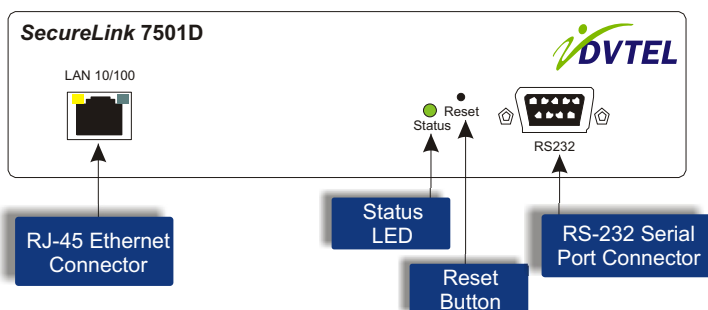 SecureLink 7501D
DVTEL
LAN 10/100
Reset
Status
RS232
RJ-45 Ethernet
Connector
Status
LED
Reset
Button
RS-232 Serial
Port Connector